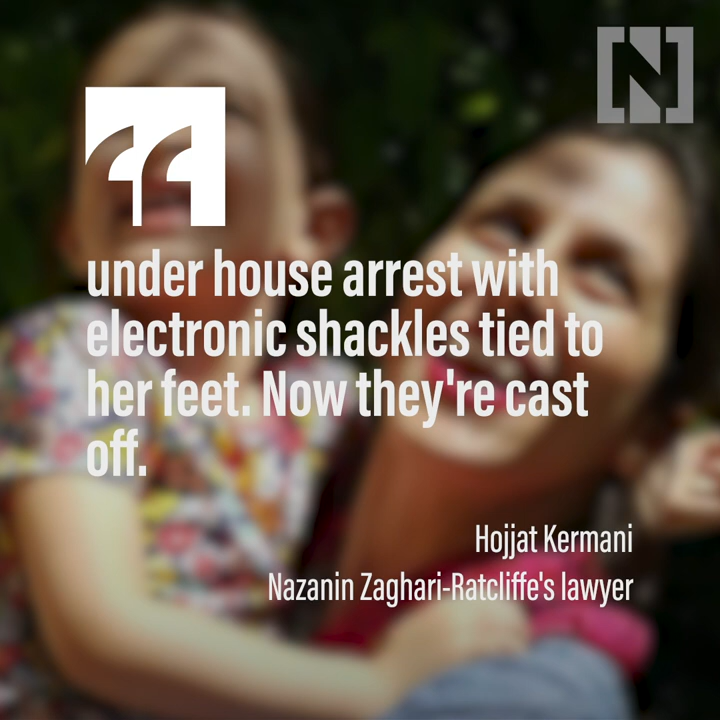 [N]
under house arrest with
electronic shackles tied to
her feet. Now they're cast
off.
Hojjat Kermani
Nazanin Zaghari-Ratcliffe's lawyer